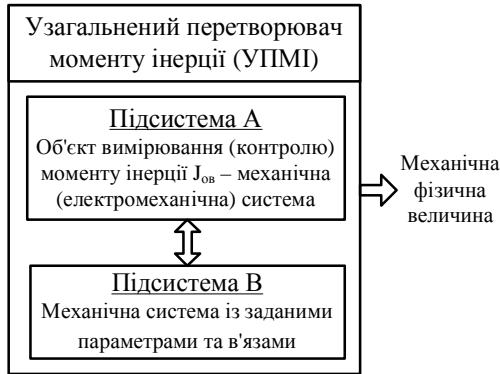 Узагальнений перетворювач
моменту інерції (УПМІ)
Підсистема А
Об'єкт вимірювання (контролю)
моменту інерції Jов – механічна
(електромеханічна) система
Механічна
фізична
величина
Підсистема В
Механічна система із заданими
параметрами та в'язами